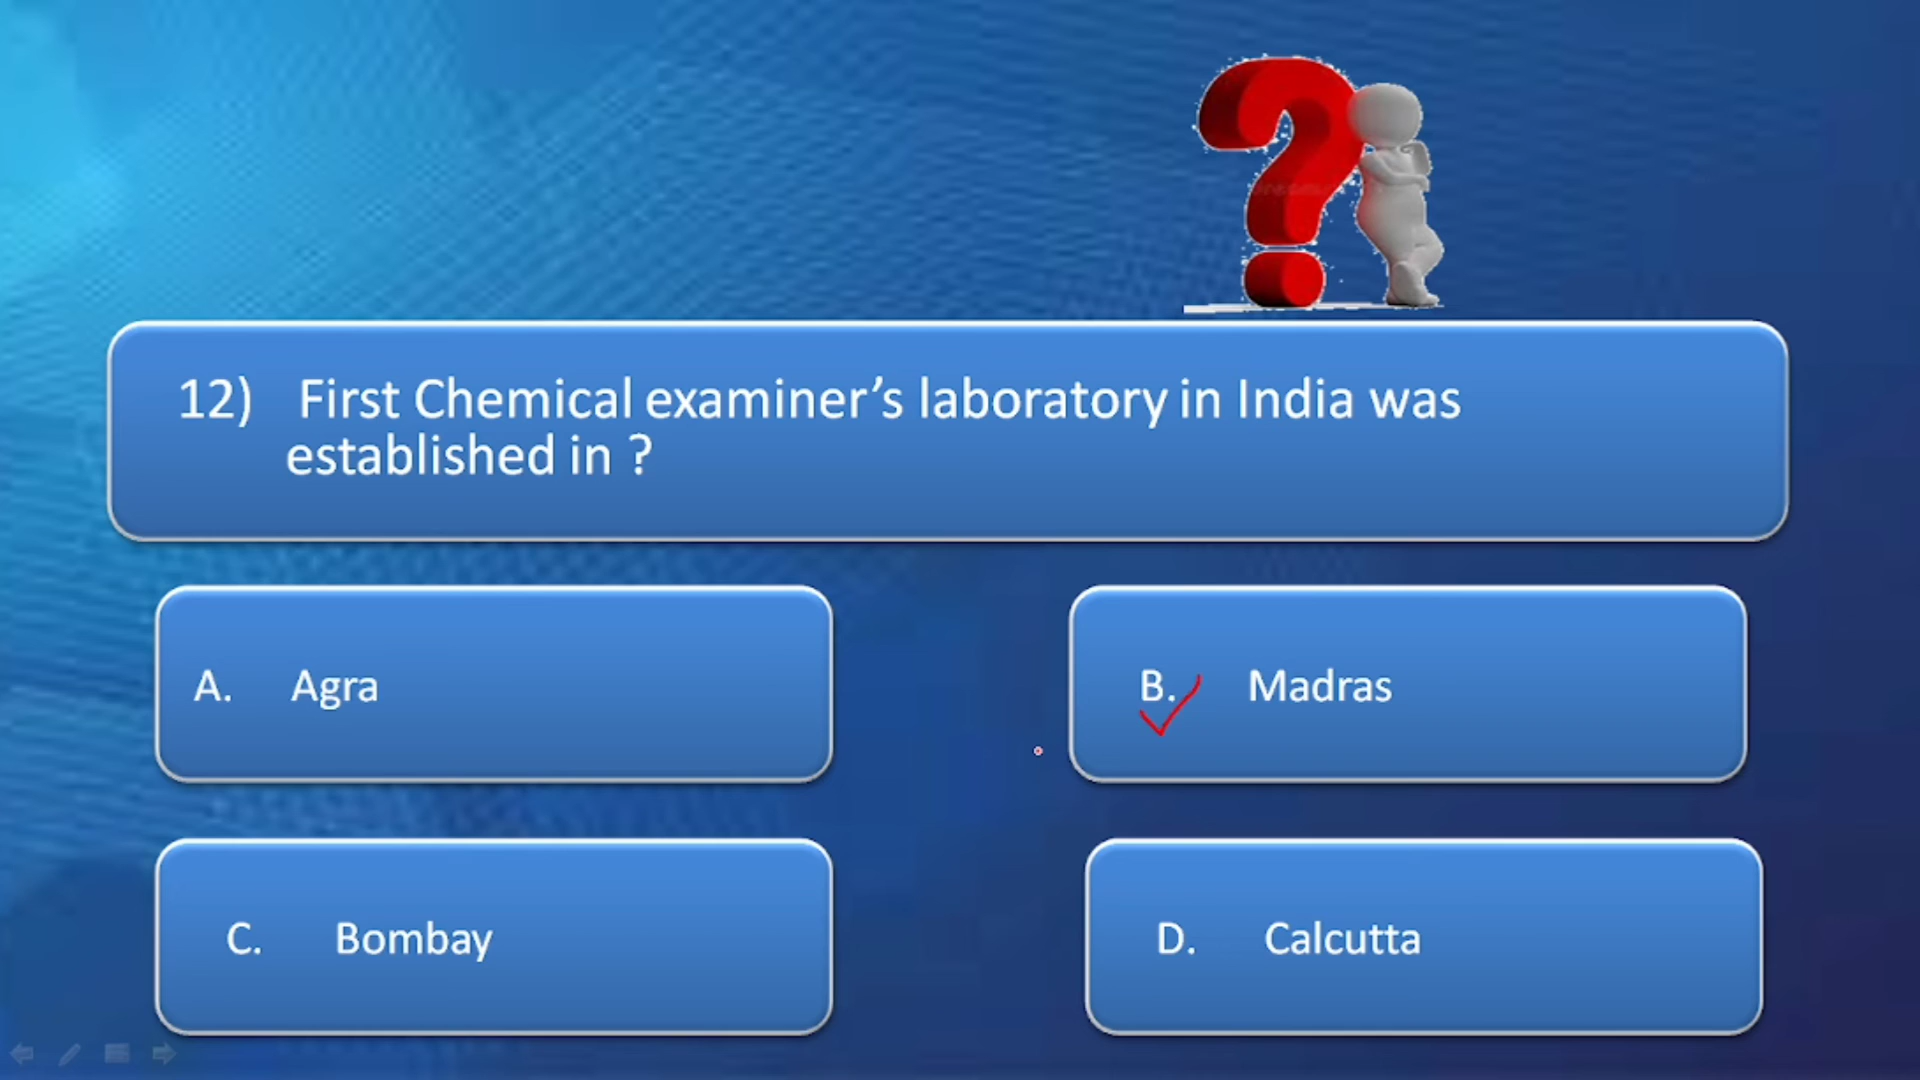 12) First Chemical examiner’s laboratory in India was
established in ?
A. Agra
B. Madras
C. Bombay
D. Calcutta